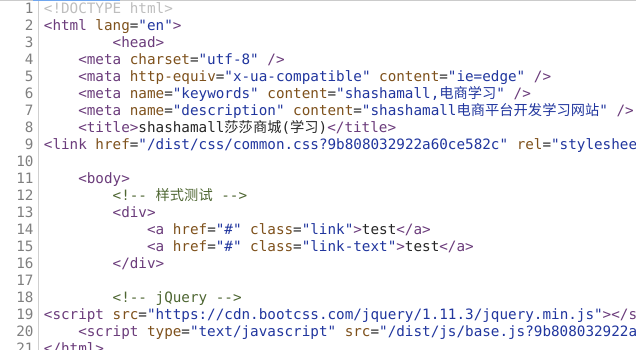 1 <!DOCTYPE html>
2 <html lang="en">
3 <head>
4 <meta charset="utf-8" />
5 <mata http-equiv="x-ua-compatible" content="ie=edge" />
6 <meta name="keywords" content="shashamall,电商学习" />
7 <meta name="description" content="shashamall电商平台开发学习网站" />
8 <title>shashamall莎莎商城(学习)</title>
9 <link href="/dist/css/common.css?9b808032922a60ce582c" rel="styleshee
10
11 <body>
12 <!-- 样式测试 -->
13 <div>
14 <a href="#" class="link">test</a>
15 <a href="#" class="link-text">test</a>
16 </div>
17
18 <!-- jQuery -->
19 <script src="https://cdn.bootcss.com/jquery/1.11.3/jquery.min.js"></s
20 <script type="text/javascript" src="/dist/js/base.js?9b808032922a
21 </html>